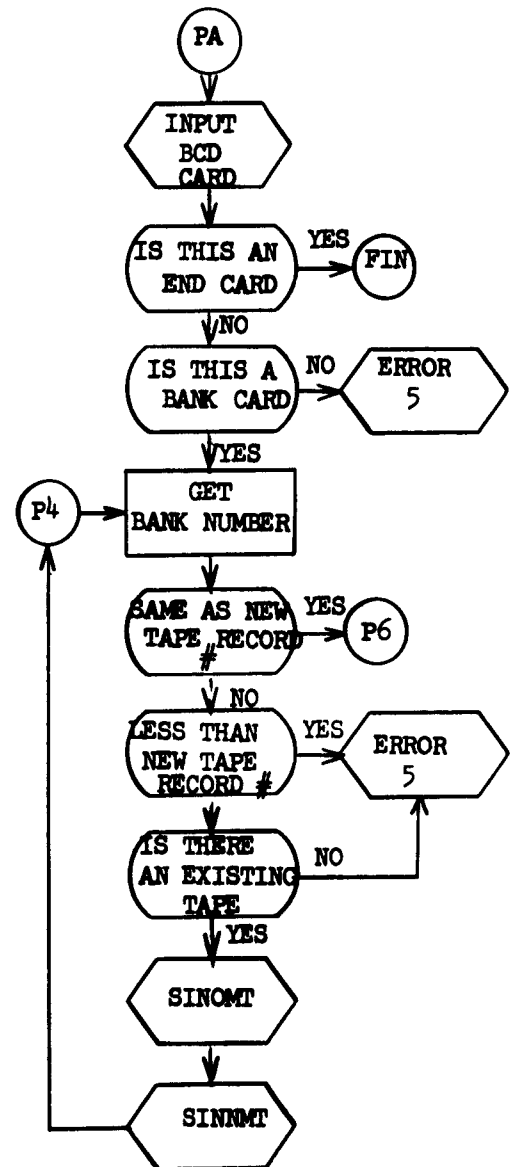 PA
INPUT
BCD
CARD
IS THIS AN
END CARD
YES
FIN
NO
IS THIS A
BANK CARD
NO
ERROR
5
YES
P4
GET
BANK NUMBER
SAME AS NEW
TAPE RECORD
#
YES
P6
NO
LESS THAN
NEW TAPE
RECORD #
YES
ERROR
5
IS THERE
AN EXISTING
TAPE
NO
YES
SINOMT
SINNMT